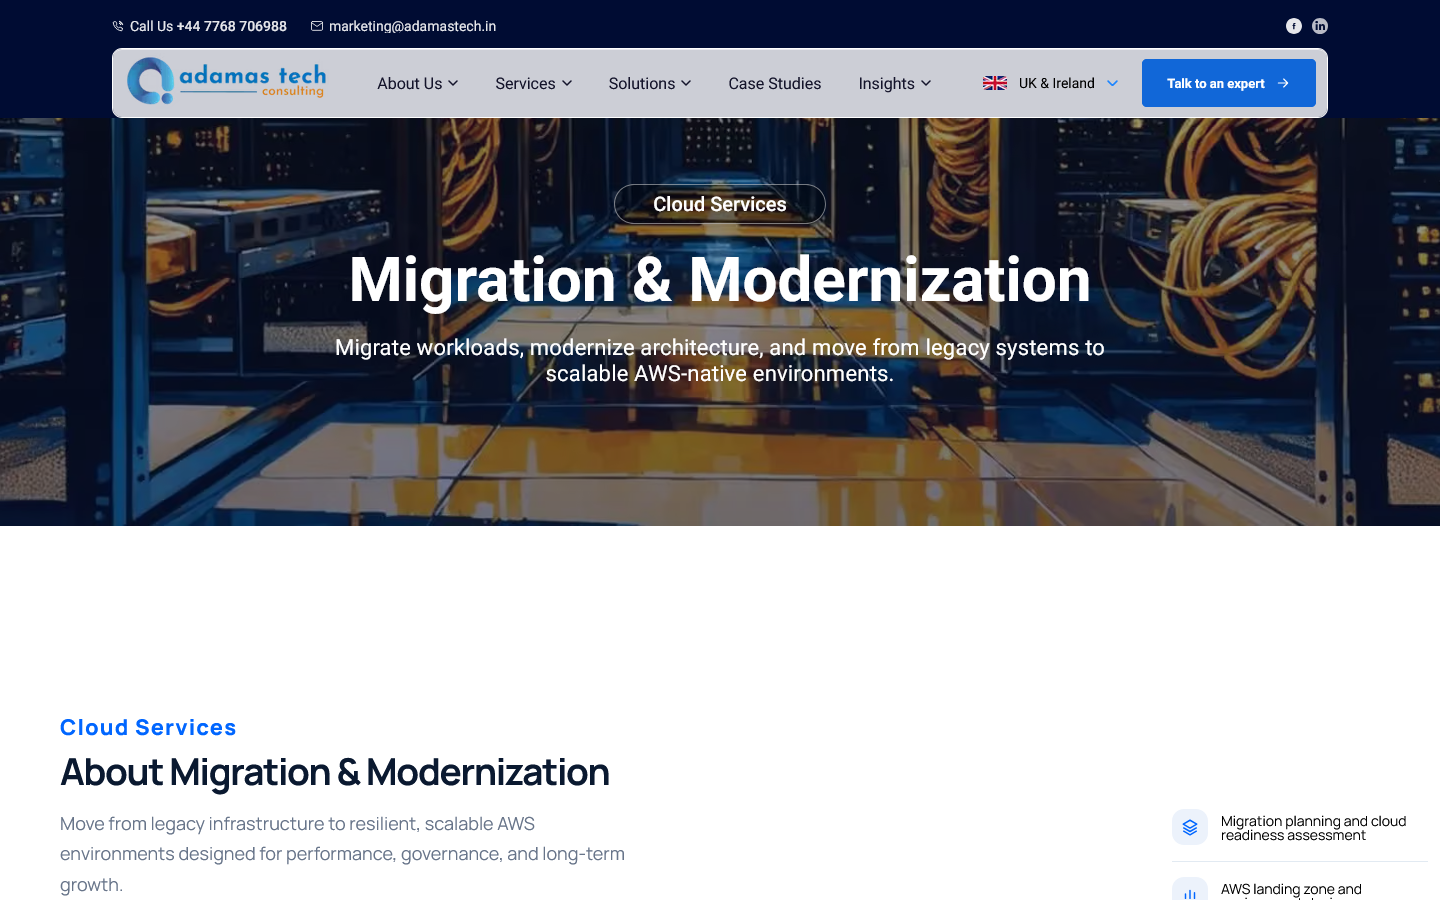 Call Us +44 7768 706988
marketing@adamastech.in
adamas tech
consulting
About Us
Services
Solutions
Case Studies
Insights
UK & Ireland
Talk to an expert
Cloud Services
Migration & Modernization
Migrate workloads, modernize architecture, and move from legacy systems to
scalable AWS-native environments.
Cloud Services
About Migration & Modernization
Move from legacy infrastructure to resilient, scalable AWS
environments designed for performance, governance, and long-term
growth.
Migration planning and cloud
readiness assessment
AWS landing zone and